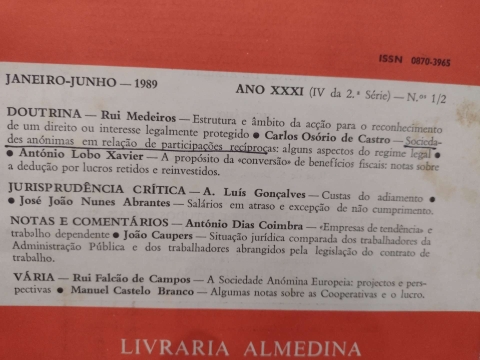 ISSN 0870-3965
JANEIRO-JUNHO — 1989 ANO XXXI (IV da 2.ª Série) — N.os 1/2
DOUTRINA — Rui Medeiros — Estrutura e âmbito da acção para o reconhecimento
de um direito ou interesse legalmente protegido ● Carlos Osório de Castro — Socieda-
des anónimas em relação de participações recíprocas: alguns aspectos do regime legal ●
● António Lobo Xavier — A propósito da «conversão» de benefícios fiscais: notas sobre
a dedução por lucros retidos e reinvestidos.
JURISPRUDÊNCIA CRÍTICA — A. Luís Gonçalves — Custas do adiamento ●
● José João Nunes Abrantes — Salários em atraso e excepção de não cumprimento.
NOTAS E COMENTÁRIOS — António Dias Coimbra — «Empresas de tendência» e
trabalho dependente ● João Caupers — Situação jurídica comparada dos trabalhadores da
Administração Pública e dos trabalhadores abrangidos pela legislação do contrato de
trabalho.
VÁRIA — Rui Falcão de Campos — A Sociedade Anómina Europeia: projectos e pers-
pectivas ● Manuel Castelo Branco — Algumas notas sobre as Cooperativas e o lucro.
LIVRARIA ALMEDINA